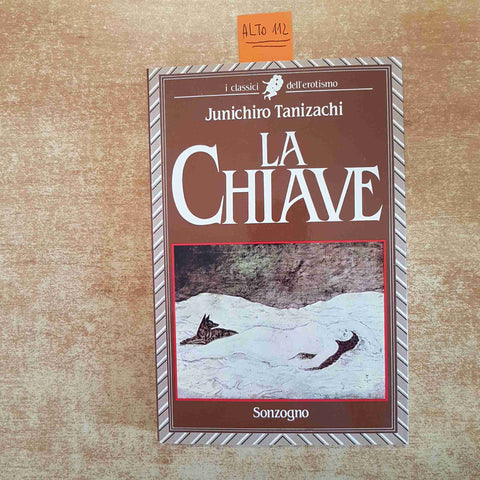 ALTO 112
i classici dell'erotismo
Junichiro Tanizachi
LA
CHIAVE
Sonzogno